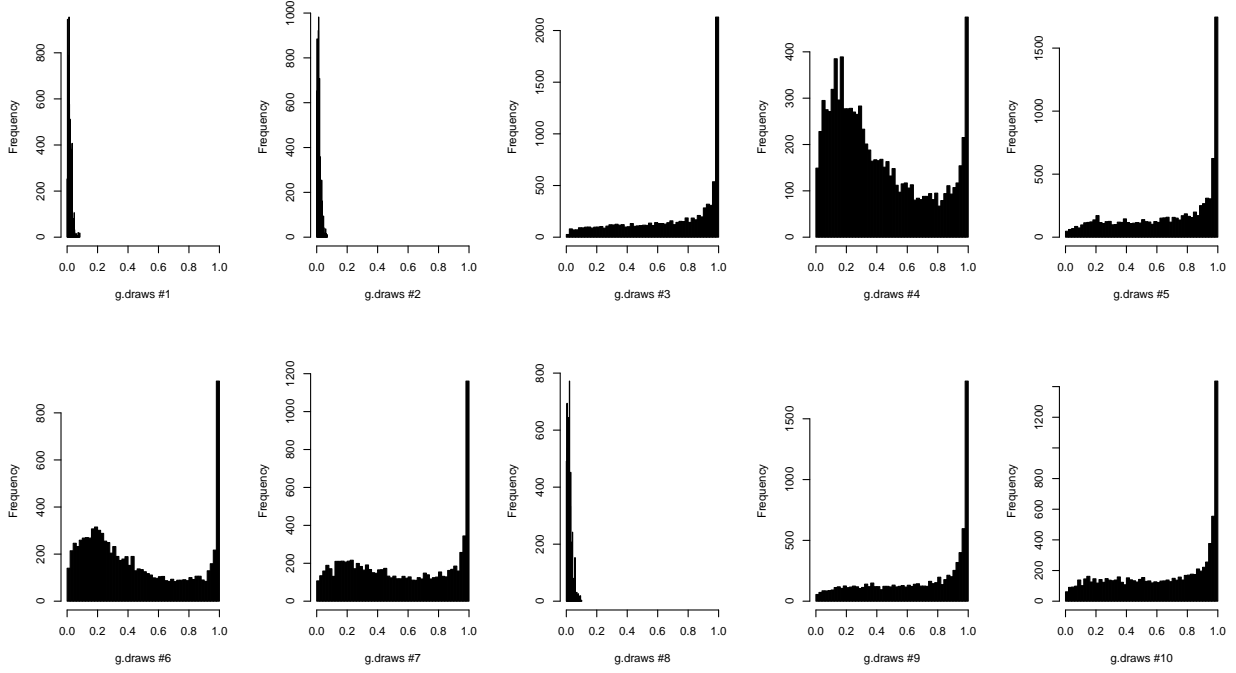 Frequency
0 200 400 600 800
0.0 0.2 0.4 0.6 0.8 1.0
g.draws #1
Frequency
0 200 400 600 800 1000
0.0 0.2 0.4 0.6 0.8 1.0
g.draws #2
Frequency
0 500 1000 1500 2000
0.0 0.2 0.4 0.6 0.8 1.0
g.draws #3
Frequency
0 100 200 300 400
0.0 0.2 0.4 0.6 0.8 1.0
g.draws #4
Frequency
0 500 1000 1500
0.0 0.2 0.4 0.6 0.8 1.0
g.draws #5
Frequency
0 200 400 600 800
0.0 0.2 0.4 0.6 0.8 1.0
g.draws #6
Frequency
0 200 400 600 800 1000 1200
0.0 0.2 0.4 0.6 0.8 1.0
g.draws #7
Frequency
0 200 400 600 800
0.0 0.2 0.4 0.6 0.8 1.0
g.draws #8
Frequency
0 500 1000 1500
0.0 0.2 0.4 0.6 0.8 1.0
g.draws #9
Frequency
0 200 400 600 800 1200
0.0 0.2 0.4 0.6 0.8 1.0
g.draws #10